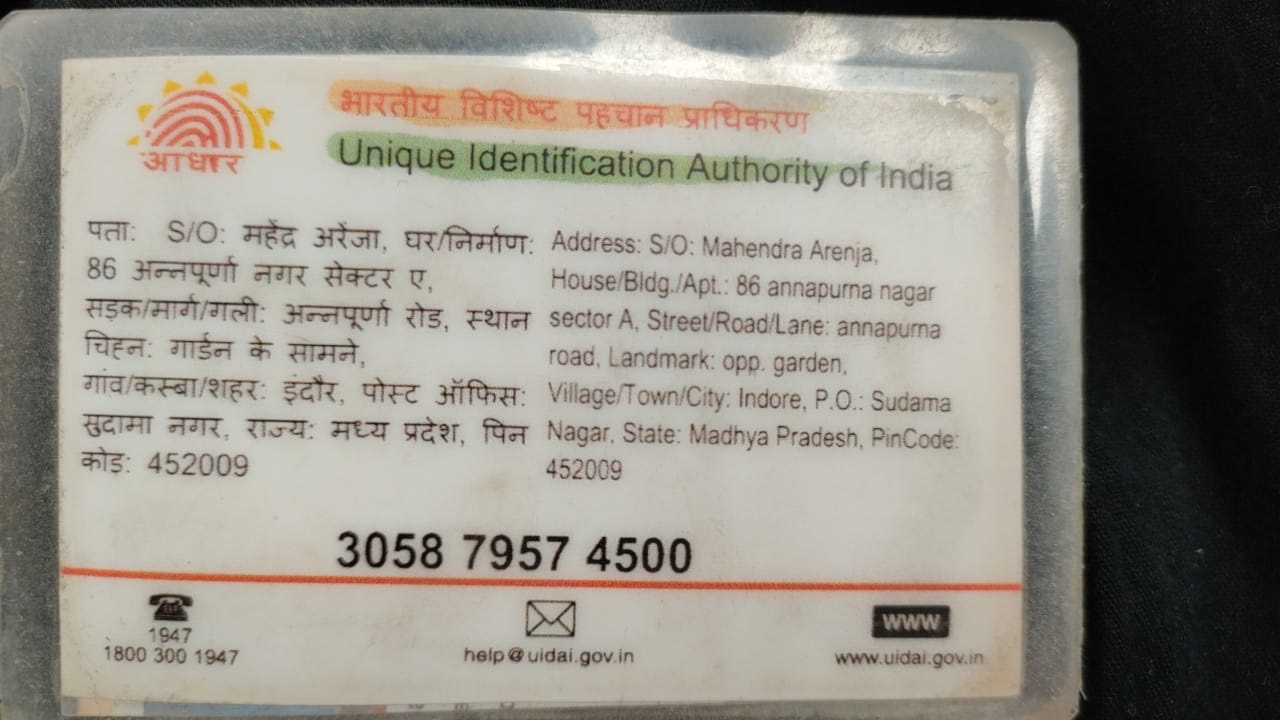 आधार
भारतीय विशिष्ट पहचान प्राधिकरण
Unique Identification Authority of India
पता: S/O: महेंद्र अरेंजा, घर/निर्माण:
86 अन्नपूर्णा नगर सेक्टर ए,
सड़क/मार्ग/गली: अन्नपूर्णा रोड, स्थान
चिहन: गार्डन के सामने,
गांव/कस्बा/शहर: इंदौर, पोस्ट ऑफिस:
सुदामा नगर, राज्य: मध्य प्रदेश, पिन
कोड: 452009
Address: S/O: Mahendra Arenja,
House/Bldg./Apt.: 86 annapurna nagar
sector A, Street/Road/Lane: annapurna
road, Landmark: opp. garden,
Village/Town/City: Indore, P.O.: Sudama
Nagar, State: Madhya Pradesh, PinCode:
452009
3058 7957 4500
1947
1800 300 1947
help@uidai.gov.in
www
www.uidai.gov.in